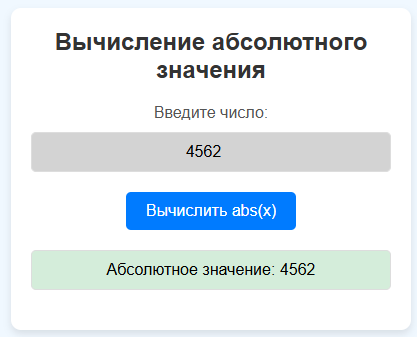 Вычисление абсолютного
значения
Введите число:
4562
Вычислить abs(x)
Абсолютное значение: 4562